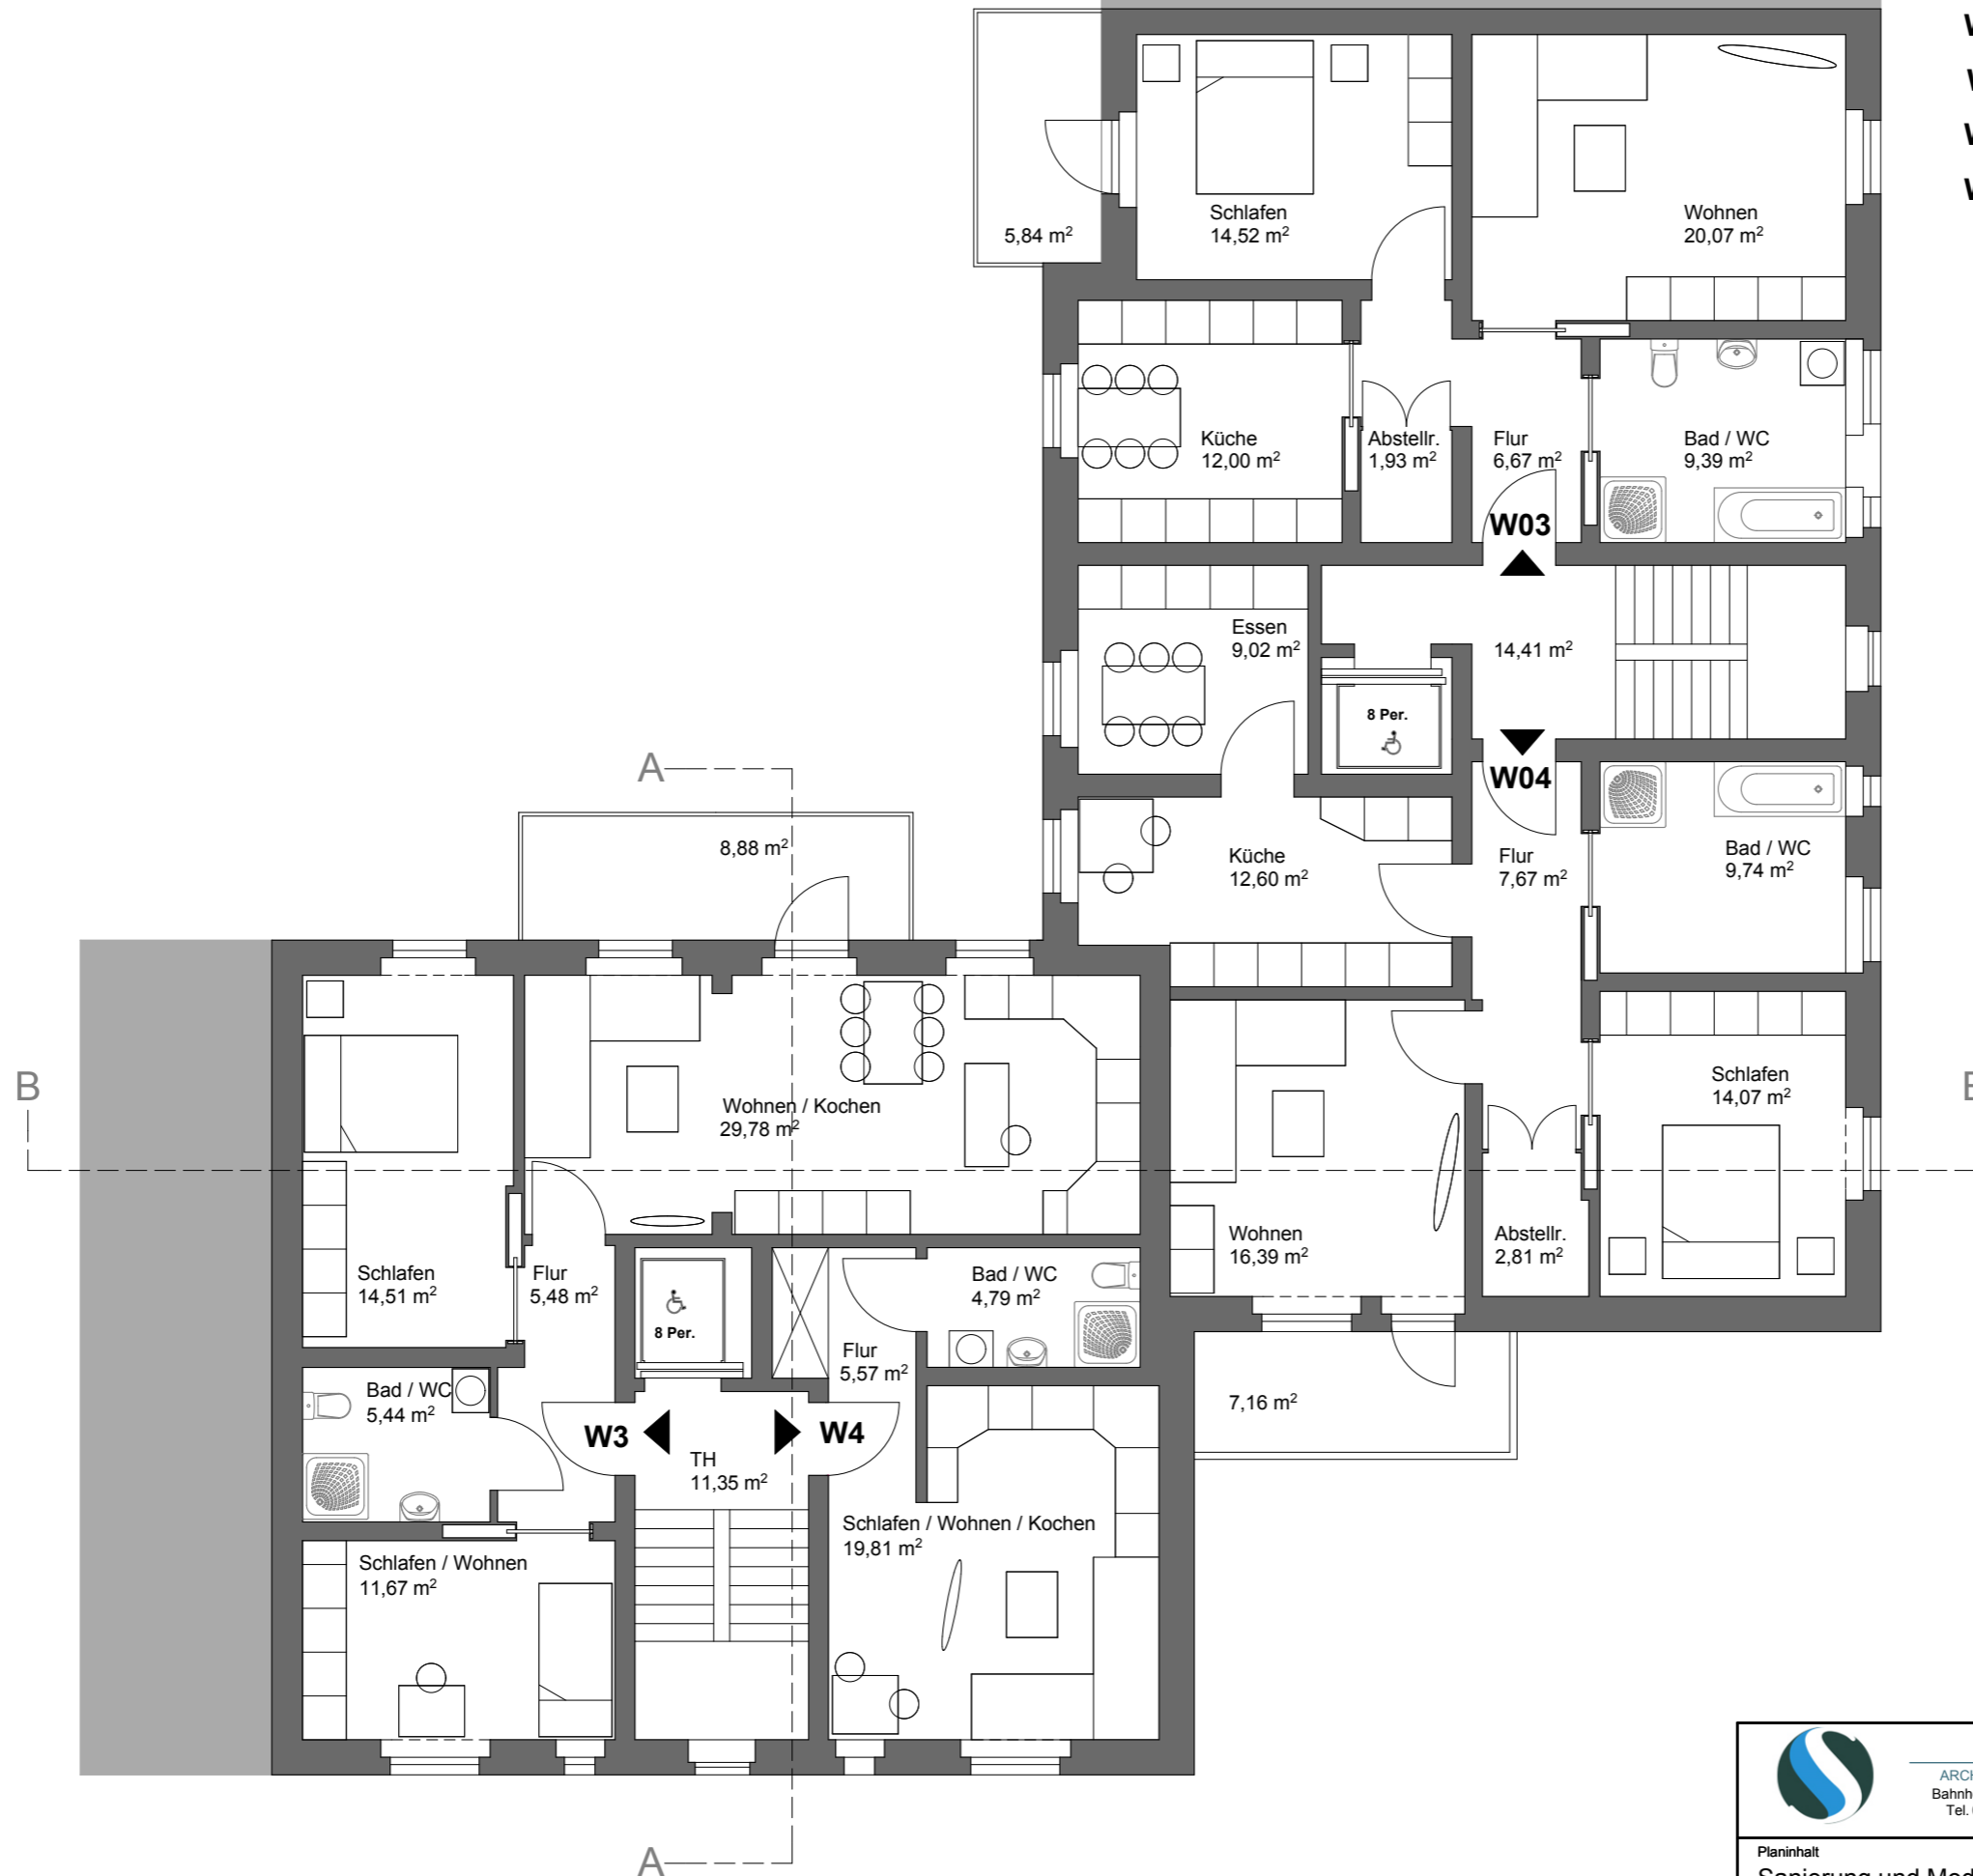 Schlafen
14,52 m²
Wohnen
20,07 m²
5,84 m²
Küche
12,00 m²
Abstellr.
1,93 m²
Flur
6,67 m²
Bad / WC
9,39 m²
W03
Essen
9,02 m²
14,41 m²
8 Per.
W04
A
8,88 m²
Küche
12,60 m²
Flur
7,67 m²
Bad / WC
9,74 m²
B
Wohnen / Kochen
29,78 m²
Schlafen
14,07 m²
Schlafen
14,51 m²
Flur
5,48 m²
8 Per.
Bad / WC
4,79 m²
Wohnen
16,39 m²
Abstellr.
2,81 m²
Flur
5,57 m²
Bad / WC
5,44 m²
7,16 m²
W3
W4
TH
11,35 m²
Schlafen / Wohnen / Kochen
19,81 m²
Schlafen / Wohnen
11,67 m²
A
Tel.
Planinhalt
Sanierung und